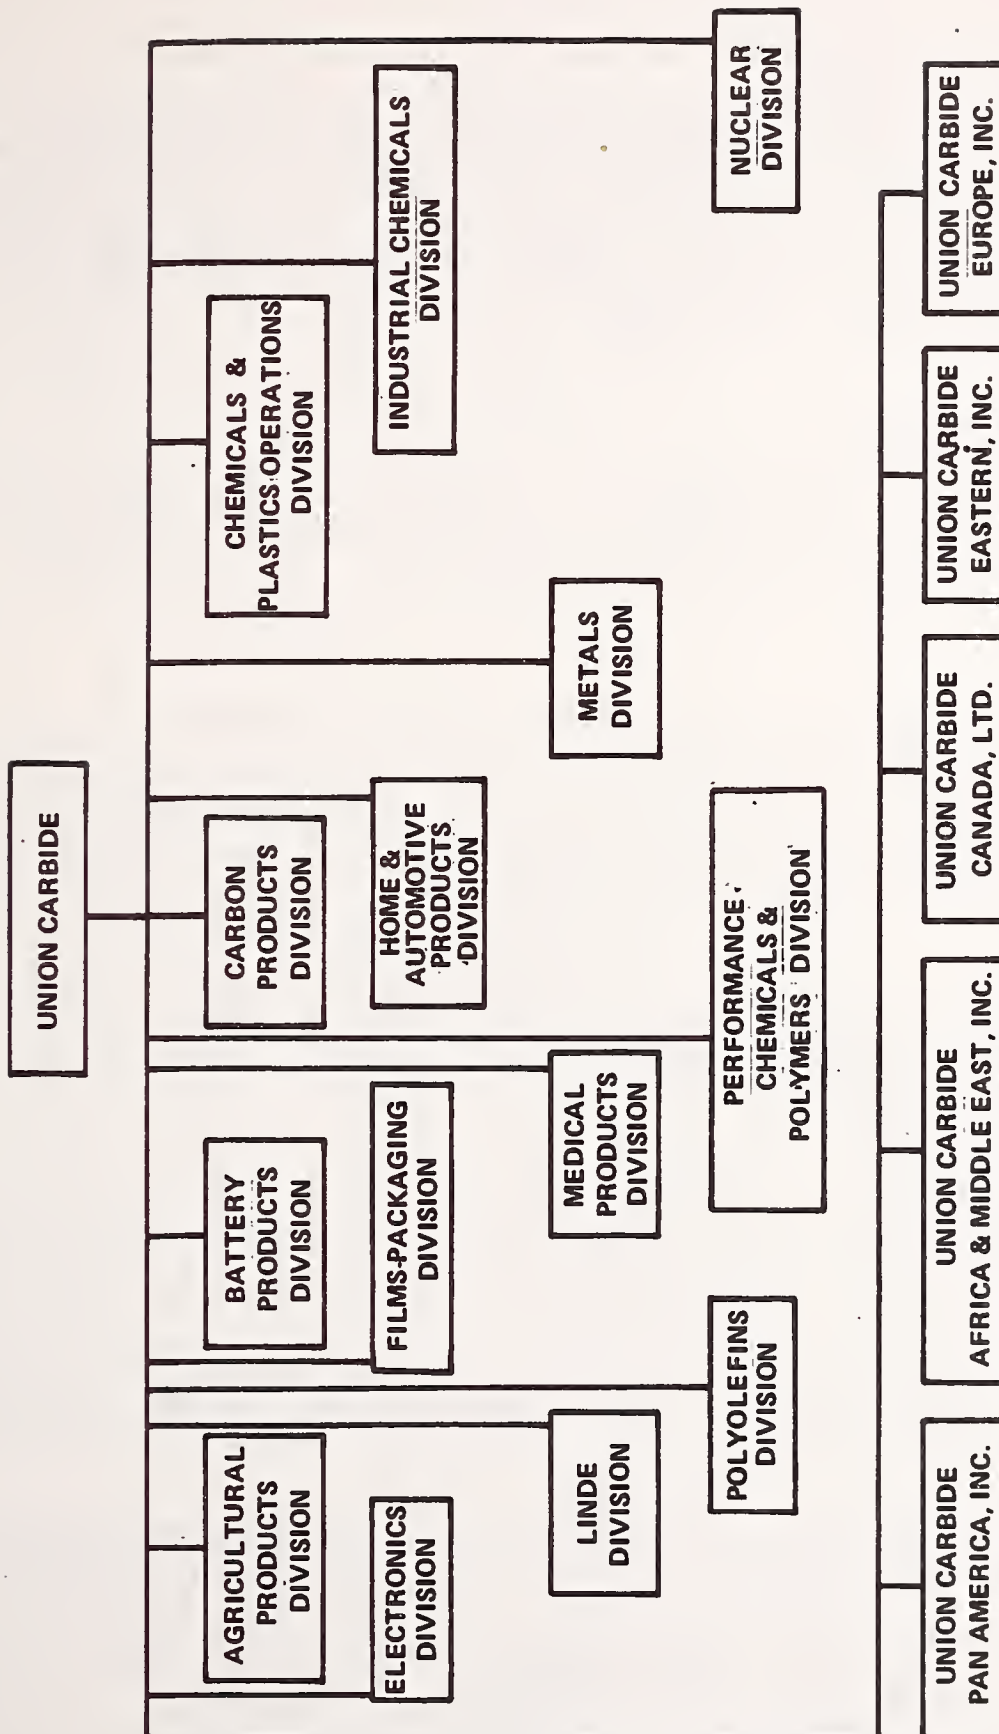 UNION CARBIDE
AGRICULTURAL
PRODUCTS
DIVISION
BATTERY
PRODUCTS
DIVISION
CARBON
PRODUCTS
DIVISION
CHEMICALS &
PLASTICS OPERATIONS
DIVISION
ELECTRONICS
DIVISION
FILMS-PACKAGING
DIVISION
HOME &
AUTOMOTIVE
PRODUCTS
DIVISION
INDUSTRIAL CHEMICALS
DIVISION
LINDE
DIVISION
MEDICAL
PRODUCTS
DIVISION
METALS
DIVISION
POLYOLEFINS
DIVISION
PERFORMANCE
CHEMICALS &
POLYMERS DIVISION
NUCLEAR
DIVISION
UNION CARBIDE
PAN AMERICA, INC.
UNION CARBIDE
AFRICA & MIDDLE EAST, INC.
UNION CARBIDE
CANADA, LTD.
UNION CARBIDE
EASTERN, INC.
UNION CARBIDE
EUROPE, INC.